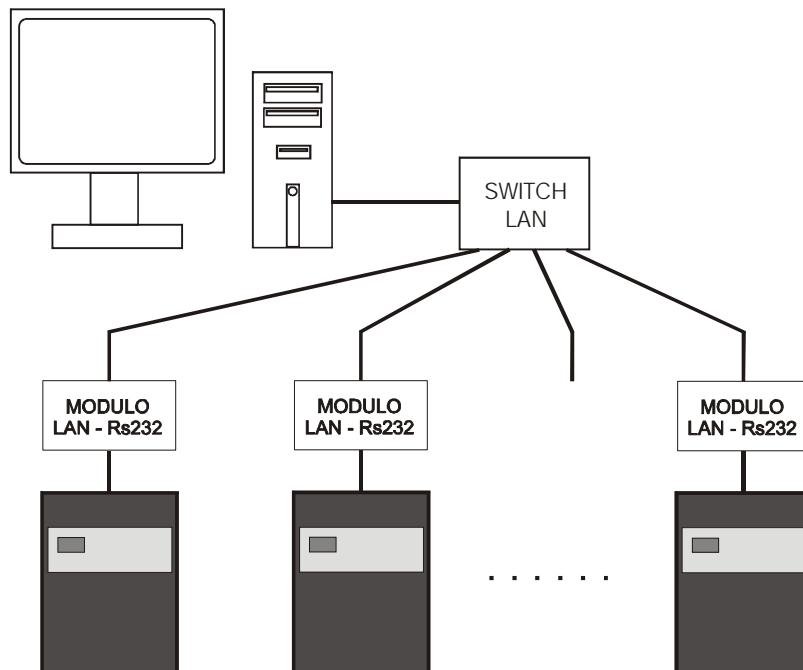 SWITCH
LAN
MODULO
LAN - Rs232
MODULO
LAN - Rs232
MODULO
LAN - Rs232
. . . . . .